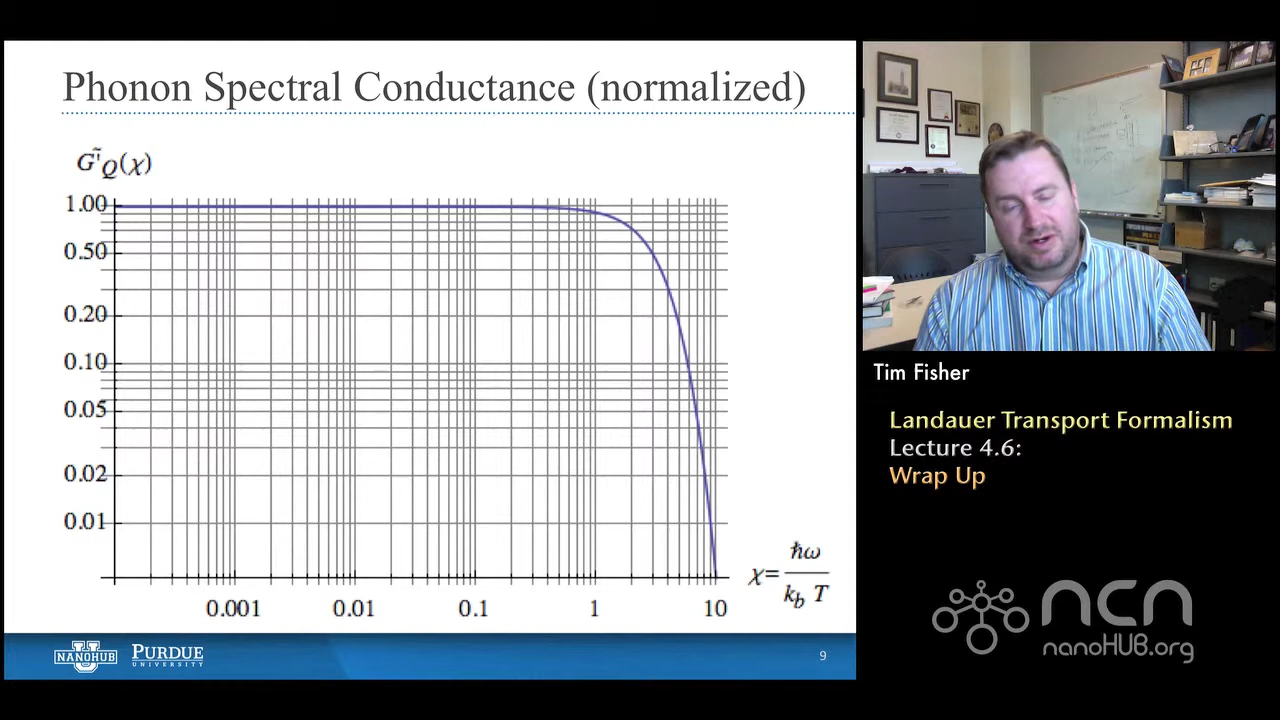 Phonon Spectral Conductance (normalized)
G̃'Q(χ)
1.00
0.50
0.20
0.10
0.05
0.02
0.01
0.001 0.01 0.1 1 10
χ= ħω / k_b T
NANOHUB PURDUE
UNIVERSITY
9
Tim Fisher
Landauer Transport Formalism
Lecture 4.6:
Wrap Up
ncn
nanoHUB.org